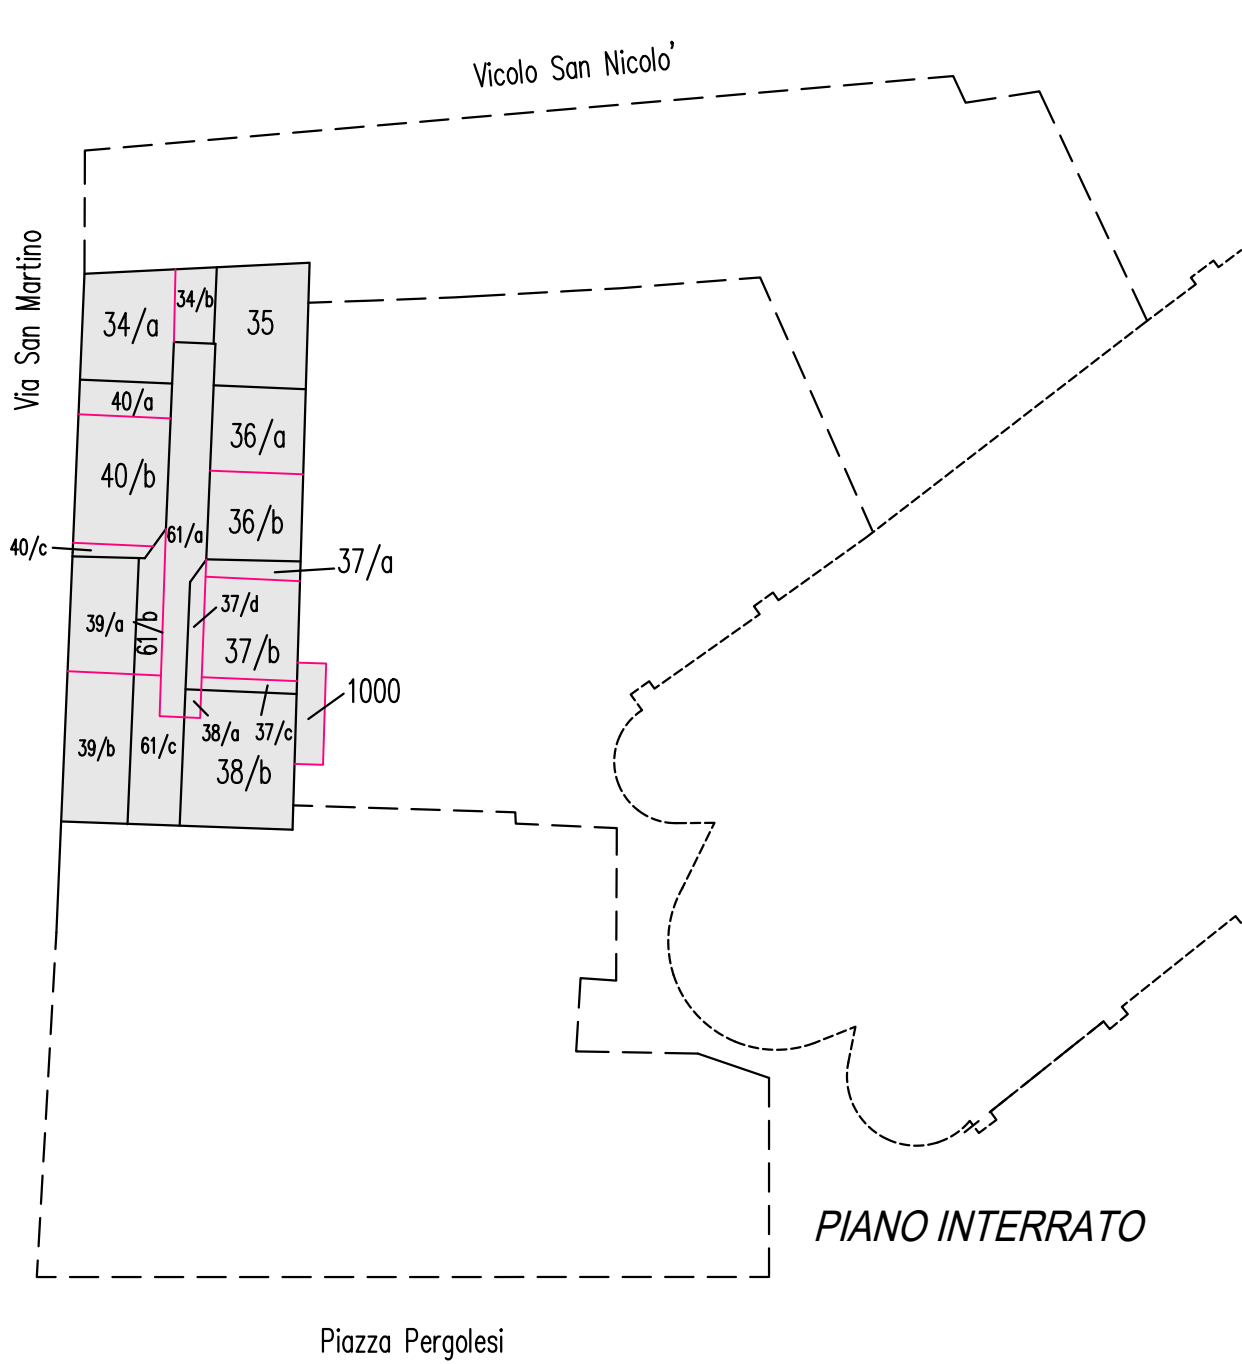 Vicolo San Nicolo'
Via San Martino
34/a
34/b
35
40/a
36/a
40/b
36/b
61/a
40/c
37/a
37/d
39/a
61/b
37/b
1000
38/a
37/c
39/b
61/c
38/b
PIANO INTERRATO
Piazza Pergolesi